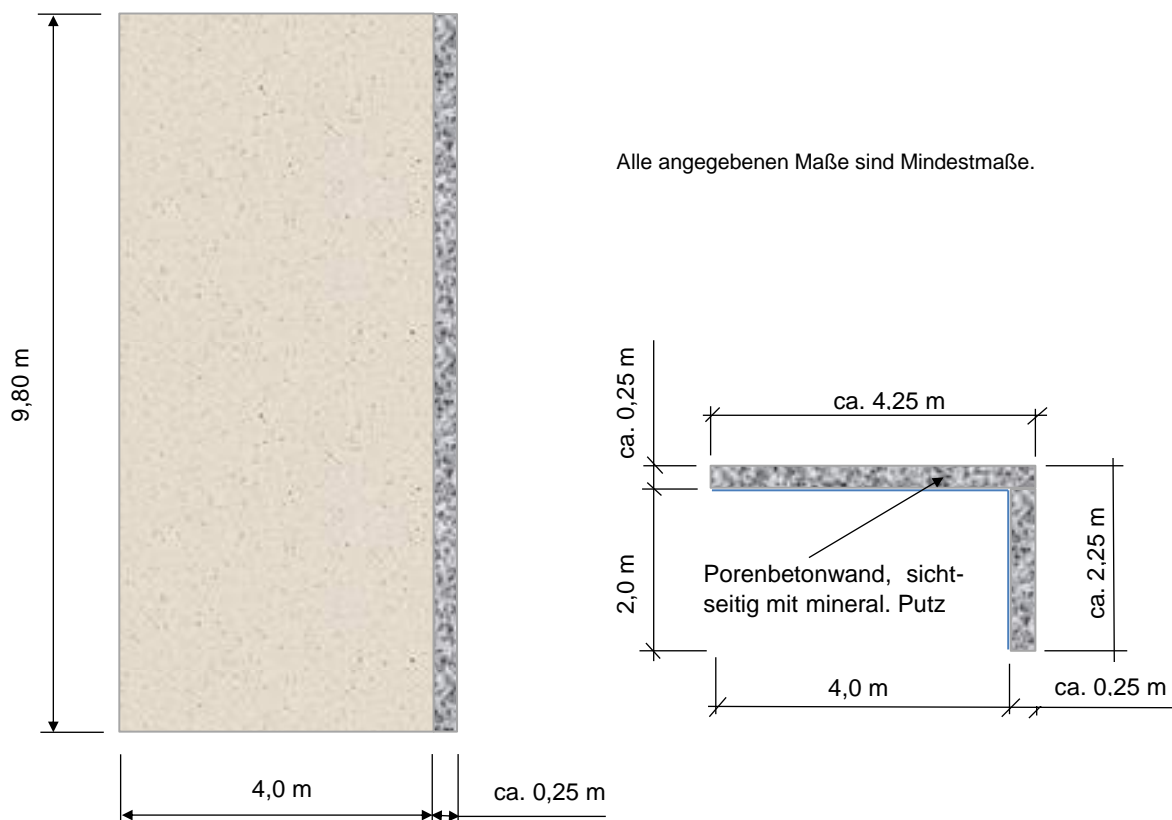 Alle angegebenen Maße sind Mindestmaße.
9,80 m
4,0 m
ca. 0,25 m
ca. 0,25 m
ca. 4,25 m
2,0 m
Porenbetonwand, sicht-
seitig mit mineral. Putz
ca. 2,25 m
4,0 m
ca. 0,25 m